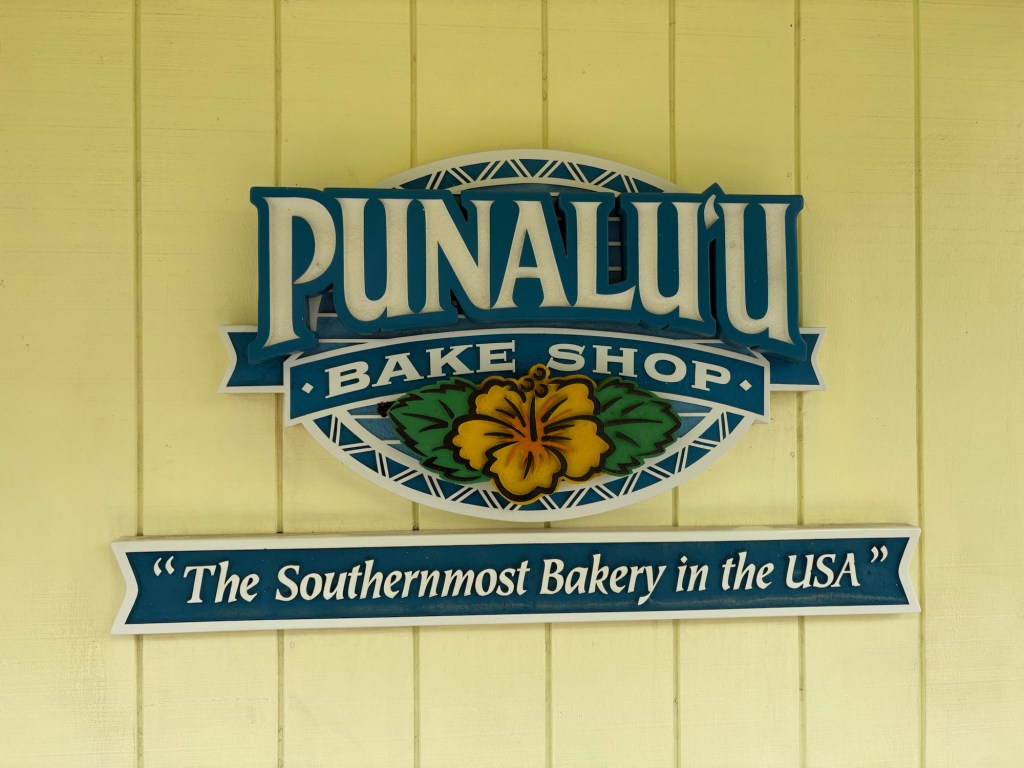 PUNALU‘U
BAKE SHOP
“The Southernmost Bakery in the USA”